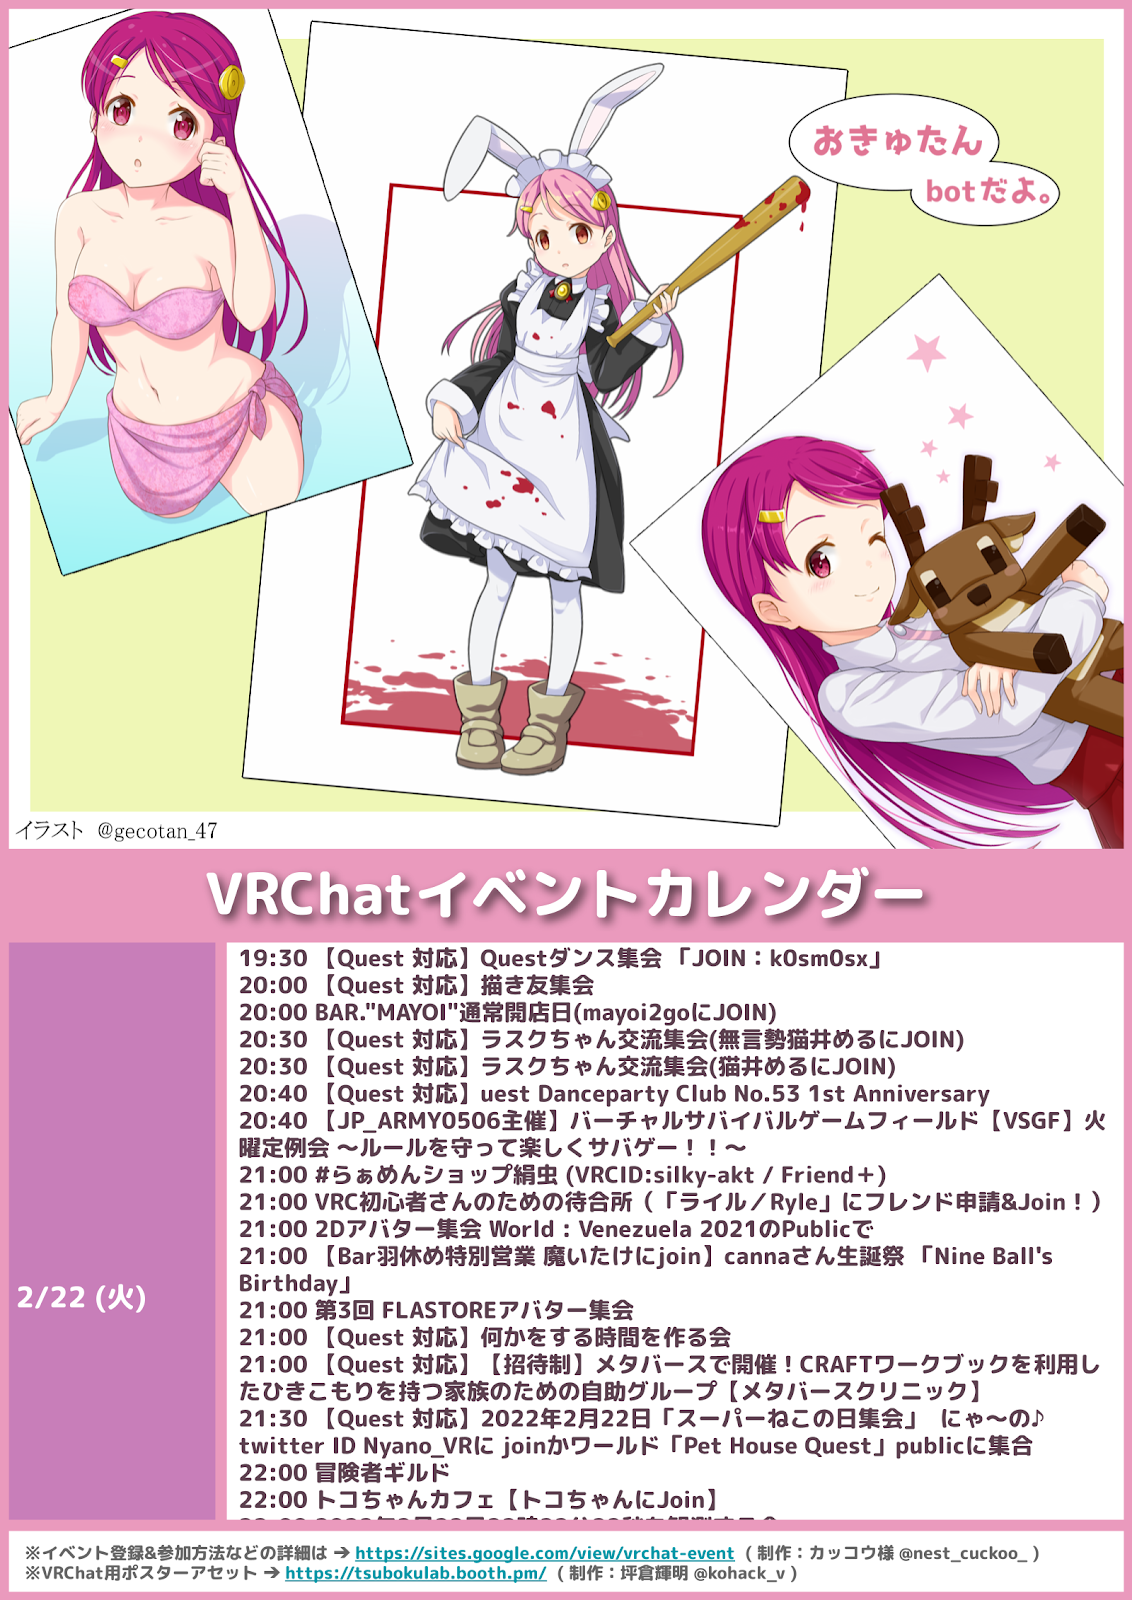 おきゅたん
botだよ。
イラスト @gecotan_47
VRChatイベントカレンダー
2/22 (火)
19:30 【Quest 対応】Questダンス集会 「JOIN：k0sm0sx」
20:00 【Quest 対応】描き友集会
20:00 BAR."MAYOI"通常開店日(mayoi2goにJOIN)
20:30 【Quest 対応】ラスクちゃん交流集会(無言勢猫井めるにJOIN)
20:30 【Quest 対応】ラスクちゃん交流集会(猫井めるにJOIN)
20:40 【Quest 対応】uest Danceparty Club No.53 1st Anniversary
20:40 【JP_ARMY0506主催】バーチャルサバイバルゲームフィールド【VSGF】火
曜定例会 〜ルールを守って楽しくサバゲー！！〜
21:00 #らぁめんショップ絹虫 (VRCID:silky-akt / Friend＋)
21:00 VRC初心者さんのための待合所（「ライル／Ryle」にフレンド申請&Join！）
21:00 2Dアバター集会 World : Venezuela 2021のPublicで
21:00 【Bar羽休め特別営業 魔いたけにjoin】cannaさん生誕祭 「Nine Ball's
Birthday」
21:00 第3回 FLASTOREアバター集会
21:00 【Quest 対応】何かをする時間を作る会
21:00 【Quest 対応】【招待制】メタバースで開催！CRAFTワークブックを利用し
たひきこもりを持つ家族のための自助グループ【メタバースクリニック】
21:30 【Quest 対応】2022年2月22日「スーパーねこの日集会」 にゃ〜の♪
twitter ID Nyano_VRに joinかワールド「Pet House Quest」publicに集合
22:00 冒険者ギルド
22:00 トコちゃんカフェ【トコちゃんにJoin】
※イベント登録&参加方法などの詳細は → https://sites.google.com/view/vrchat-event ( 制作：カッコウ様 @nest_cuckoo_ )
※VRChat用ポスターアセット → https://tsubokulab.booth.pm/ ( 制作：坪倉輝明 @kohack_v )